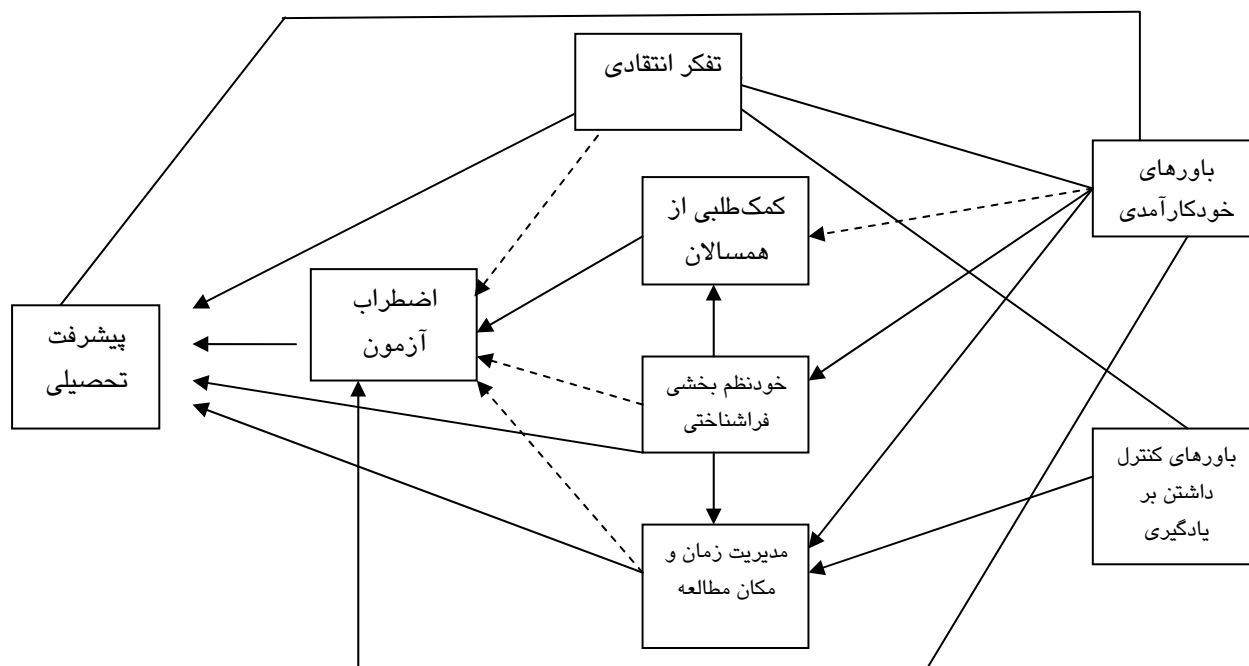 تفکر انتقادی
باورهای
خودکارآمدی
کمک‌طلبی از
همسالان
اضطراب
آزمون
پیشرفت
تحصیلی
خودنظم بخشی
فراشناختی
باورهای کنترل
داشتن بر
یادگیری
مدیریت زمان و
مکان مطالعه